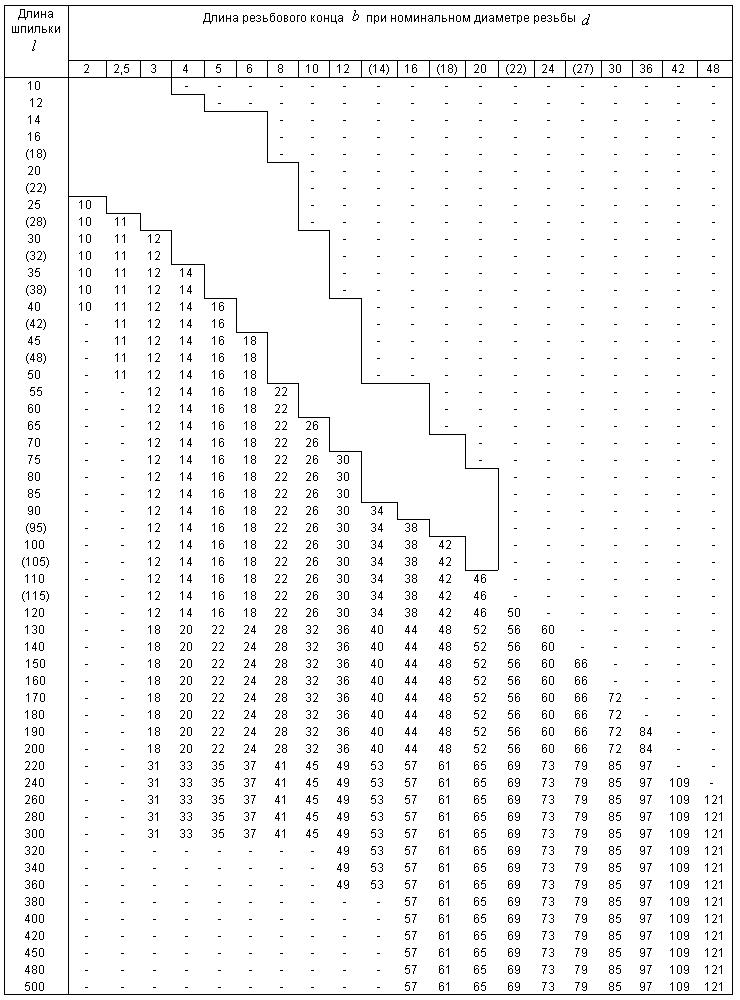 Длина шпильки l
Длина резьбового конца b при номинальном диаметре резьбы d
2 2,5 3 4 5 6 8 10 12 (14) 16 (18) 20 (22) 24 (27) 30 36 42 48
10 - - - - - - - - - - - - - - - - -
12 - - - - - - - - - - - - - - - -
14 - - - - - - - - - - - - - -
16 - - - - - - - - - - - - - -
(18) - - - - - - - - - - - - - -
20 - - - - - - - - - - - - -
(22) - - - - - - - - - - - - -
25 10 - - - - - - - - - - - - -
(28) 10 11 - - - - - - - - - - - - -
30 10 11 12 - - - - - - - - - - - -
(32) 10 11 12 - - - - - - - - - - - -
35 10 11 12 14 - - - - - - - - - - - -
(38) 10 11 12 14 - - - - - - - - - - - -
40 10 11 12 14 16 - - - - - - - - - - -
(42) - 11 12 14 16 - - - - - - - - - - -
45 - 11 12 14 16 18 - - - - - - - - - - -
(48) - 11 12 14 16 18 - - - - - - - - - - -
50 - 11 12 14 16 18 - - - - - - - - - - -
55 - - 12 14 16 18 22 - - - - - - - - -
60 - - 12 14 16 18 22 - - - - - - - - -
65 - - 12 14 16 18 22 26 - - - - - - - - -
70 - - 12 14 16 18 22 26 - - - - - - - -
75 - - 12 14 16 18 22 26 30 - - - - - - - -
80 - - 12 14 16 18 22 26 30 - - - - - - -
85 - - 12 14 16 18 22 26 30 - - - - - - -
90 - - 12 14 16 18 22 26 30 34 - - - - - - -
(95) - - 12 14 16 18 22 26 30 34 38 - - - - - - -
100 - - 12 14 16 18 22 26 30 34 38 42 - - - - - - -
(105) - - 12 14 16 18 22 26 30 34 38 42 - - - - - - -
110 - - 12 14 16 18 22 26 30 34 38 42 46 - - - - - - -
(115) - - 12 14 16 18 22 26 30 34 38 42 46 - - - - - - -
120 - - 12 14 16 18 22 26 30 34 38 42 46 50 - - - - - -
130 - - 18 20 22 24 28 32 36 40 44 48 52 56 60 - - - - -
140 - - 18 20 22 24 28 32 36 40 44 48 52 56 60 - - - - -
150 - - 18 20 22 24 28 32 36 40 44 48 52 56 60 66 - - - -
160 - - 18 20 22 24 28 32 36 40 44 48 52 56 60 66 - - - -
170 - - 18 20 22 24 28 32 36 40 44 48 52 56 60 66 72 - - -
180 - - 18 20 22 24 28 32 36 40 44 48 52 56 60 66 72 - - -
190 - - 18 20 22 24 28 32 36 40 44 48 52 56 60 66 72 84 - -
200 - - 18 20 22 24 28 32 36 40 44 48 52 56 60 66 72 84 - -
220 - - 31 33 35 37 41 45 49 53 57 61 65 69 73 79 85 97 - -
240 - - 31 33 35 37 41 45 49 53 57 61 65 69 73 79 85 97 109 -
260 - - 31 33 35 37 41 45 49 53 57 61 65 69 73 79 85 97 109 121
280 - - 31 33 35 37 41 45 49 53 57 61 65 69 73 79 85 97 109 121
300 - - 31 33 35 37 41 45 49 53 57 61 65 69 73 79 85 97 109 121
320 - - - - - - - - 49 53 57 61 65 69 73 79 85 97 109 121
340 - - - - - - - - 49 53 57 61 65 69 73 79 85 97 109 121
360 - - - - - - - - 49 53 57 61 65 69 73 79 85 97 109 121
380 - - - - - - - - - - 57 61 65 69 73 79 85 97 109 121
400 - - - - - - - - - - 57 61 65 69 73 79 85 97 109 121
420 - - - - - - - - - - 57 61 65 69 73 79 85 97 109 121
450 - - - - - - - - - - 57 61 65 69 73 79 85 97 109 121
480 - - - - - - - - - - 57 61 65 69 73 79 85 97 109 121
500 - - - - - - - - - - 57 61 65 69 73 79 85 97 109 121